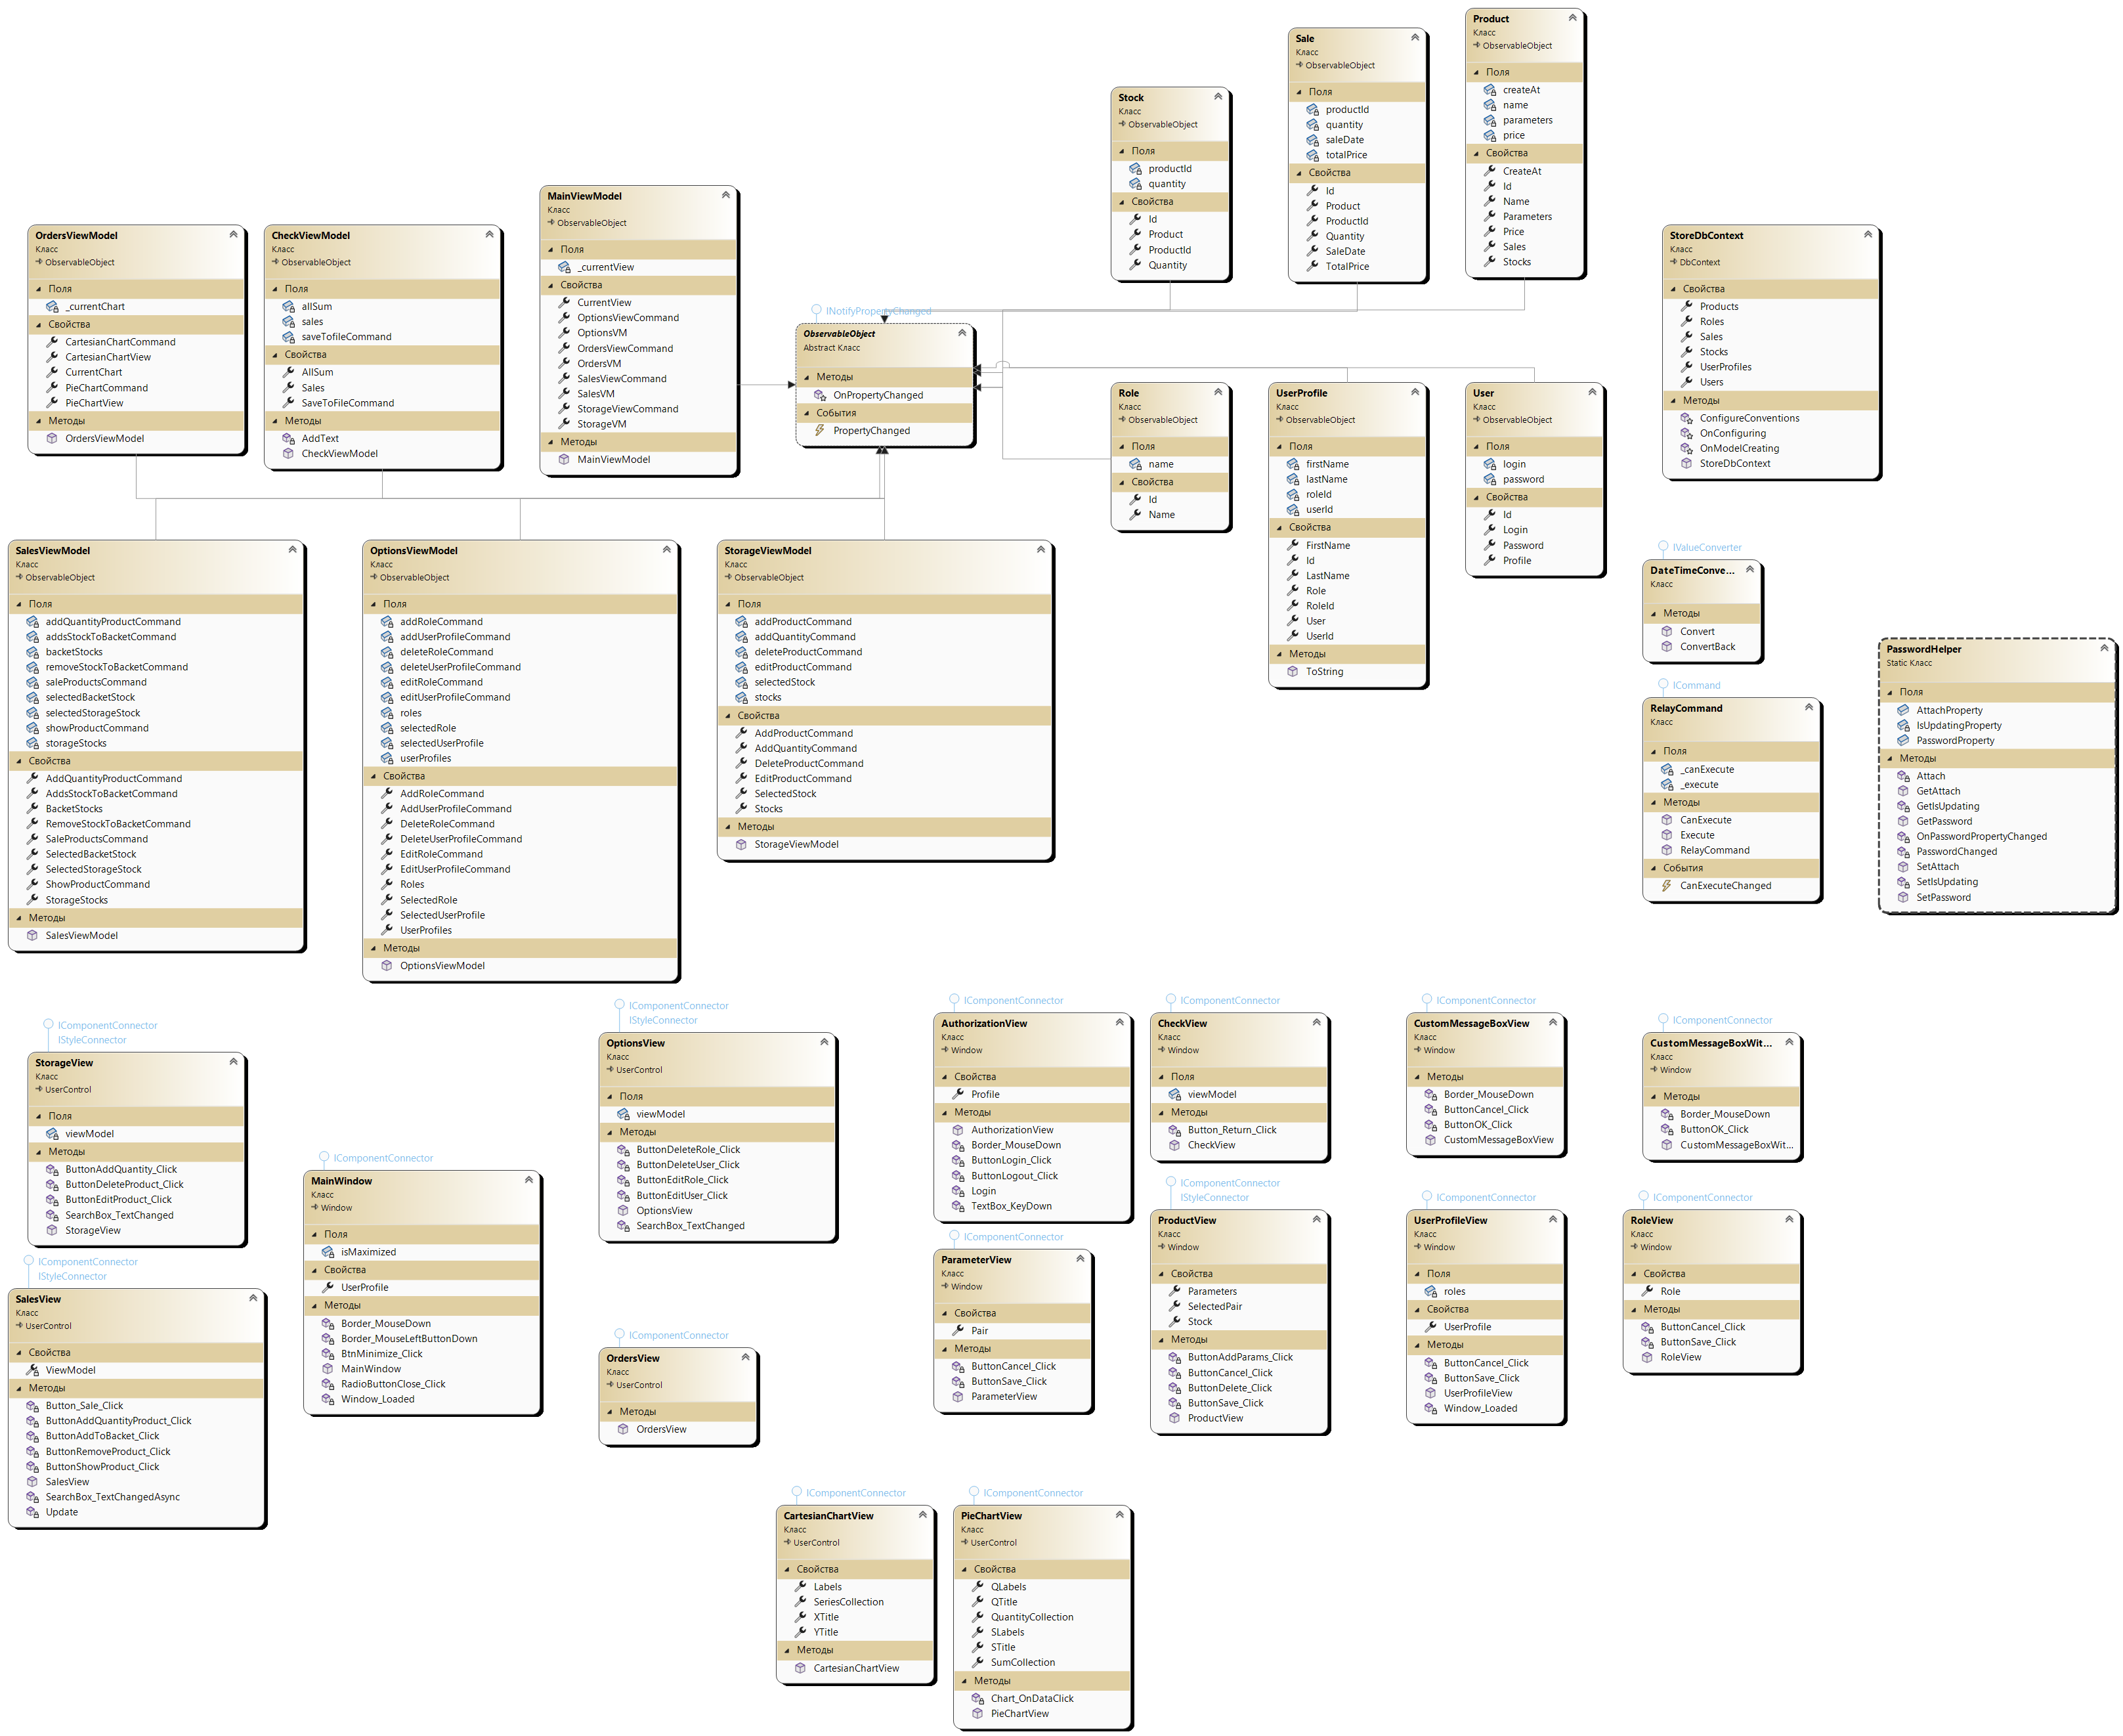 Product
Класс
ObservableObject
Поля
createAt
name
parameters
price
Свойства
CreateAt
Id
Name
Parameters
Price
Sales
Stocks
Sale
Класс
ObservableObject
Поля
productId
quantity
saleDate
totalPrice
Свойства
Id
Product
ProductId
Quantity
SaleDate
TotalPrice
Stock
Класс
ObservableObject
Поля
productId
quantity
Свойства
Id
Product
ProductId
Quantity
MainViewModel
Класс
ObservableObject
Поля
_currentView
Свойства
CurrentView
OptionsViewCommand
OptionsVM
OrdersViewCommand
OrdersVM
SalesViewCommand
SalesVM
StorageViewCommand
StorageVM
Методы
MainViewModel
OrdersViewModel
Класс
ObservableObject
Поля
_currentChart
Свойства
CartesianChartCommand
CartesianChartView
CurrentChart
PieChartCommand
PieChartView
Методы
OrdersViewModel
CheckViewModel
Класс
ObservableObject
Поля
allSum
sales
saveTofileCommand
Свойства
AllSum
Sales
SaveToFileCommand
Методы
AddText
CheckViewModel
StoreDbContext
Класс
DbContext
Свойства
Products
Roles
Sales
Stocks
UserProfiles
Users
Методы
ConfigureConventions
OnConfiguring
OnModelCreating
StoreDbContext
INotifyPropertyChanged
ObservableObject
Abstract Класс
Методы
OnPropertyChanged
События
PropertyChanged
Role
Класс
ObservableObject
Поля
name
Свойства
Id
Name
UserProfile
Класс
ObservableObject
Поля
firstName
lastName
roleId
userId
Свойства
FirstName
Id
LastName
Role
RoleId
User
UserId
Методы
ToString
User
Класс
ObservableObject
Поля
login
password
Свойства
Id
Login
Password
Profile
SalesViewModel
Класс
ObservableObject
Поля
addQuantityProductCommand
addsStockToBacketCommand
backetStocks
removeStockToBacketCommand
saleProductsCommand
selectedBacketStock
selectedStorageStock
showProductCommand
storageStocks
Свойства
AddQuantityProductCommand
AddsStockToBacketCommand
BacketStocks
RemoveStockToBacketCommand
SaleProductsCommand
SelectedBacketStock
SelectedStorageStock
ShowProductCommand
StorageStocks
Методы
SalesViewModel
OptionsViewModel
Класс
ObservableObject
Поля
addRoleCommand
addUserProfileCommand
deleteRoleCommand
deleteUserProfileCommand
editRoleCommand
editUserProfileCommand
roles
selectedRole
selectedUserProfile
userProfiles
Свойства
AddRoleCommand
AddUserProfileCommand
DeleteRoleCommand
DeleteUserProfileCommand
EditRoleCommand
EditUserProfileCommand
Roles
SelectedRole
SelectedUserProfile
UserProfiles
Методы
OptionsViewModel
StorageViewModel
Класс
ObservableObject
Поля
addProductCommand
addQuantityCommand
deleteProductCommand
editProductCommand
selectedStock
stocks
Свойства
AddProductCommand
AddQuantityCommand
DeleteProductCommand
EditProductCommand
SelectedStock
Stocks
Методы
StorageViewModel
IValueConverter
DateTimeConve...
Класс
Методы
Convert
ConvertBack
ICommand
RelayCommand
Класс
Поля
_canExecute
_execute
Методы
CanExecute
Execute
RelayCommand
События
CanExecuteChanged
PasswordHelper
Static Класс
Поля
AttachProperty
IsUpdatingProperty
PasswordProperty
Методы
Attach
GetAttach
GetIsUpdating
GetPassword
OnPasswordPropertyChanged
PasswordChanged
SetAttach
SetIsUpdating
SetPassword
IComponentConnector
IStyleConnector
StorageView
Класс
UserControl
Поля
viewModel
Методы
ButtonAddQuantity_Click
ButtonDeleteProduct_Click
ButtonEditProduct_Click
SearchBox_TextChanged
StorageView
IComponentConnector
IStyleConnector
SalesView
Класс
UserControl
Свойства
ViewModel
Методы
Button_Sale_Click
ButtonAddQuantityProduct_Click
ButtonAddToBacket_Click
ButtonRemoveProduct_Click
ButtonShowProduct_Click
SalesView
SearchBox_TextChangedAsync
Update
IComponentConnector
MainWindow
Класс
Window
Поля
isMaximized
Свойства
UserProfile
Методы
Border_MouseDown
Border_MouseLeftButtonDown
BtnMinimize_Click
MainWindow
RadioButtonClose_Click
Window_Loaded
IComponentConnector
IStyleConnector
OptionsView
Класс
UserControl
Поля
viewModel
Методы
ButtonDeleteRole_Click
ButtonDeleteUser_Click
ButtonEditRole_Click
ButtonEditUser_Click
OptionsView
SearchBox_TextChanged
IComponentConnector
OrdersView
Класс
UserControl
Методы
OrdersView
IComponentConnector
AuthorizationView
Класс
Window
Свойства
Profile
Методы
AuthorizationView
Border_MouseDown
ButtonLogin_Click
ButtonLogout_Click
Login
TextBox_KeyDown
IComponentConnector
CheckView
Класс
Window
Поля
viewModel
Методы
Button_Return_Click
CheckView
IComponentConnector
CustomMessageBoxView
Класс
Window
Методы
Border_MouseDown
ButtonCancel_Click
ButtonOK_Click
CustomMessageBoxView
IComponentConnector
CustomMessageBoxWit...
Класс
Window
Методы
Border_MouseDown
ButtonOK_Click
CustomMessageBoxWit...
IComponentConnector
ParameterView
Класс
Window
Свойства
Pair
Методы
ButtonCancel_Click
ButtonSave_Click
ParameterView
IComponentConnector
IStyleConnector
ProductView
Класс
Window
Свойства
Parameters
SelectedPair
Stock
Методы
ButtonAddParams_Click
ButtonCancel_Click
ButtonDelete_Click
ButtonSave_Click
ProductView
IComponentConnector
UserProfileView
Класс
Window
Поля
roles
Свойства
UserProfile
Методы
ButtonCancel_Click
ButtonSave_Click
UserProfileView
Window_Loaded
IComponentConnector
RoleView
Класс
Window
Свойства
Role
Методы
ButtonCancel_Click
ButtonSave_Click
RoleView
IComponentConnector
CartesianChartView
Класс
UserControl
Свойства
Labels
SeriesCollection
XTitle
YTitle
Методы
CartesianChartView
IComponentConnector
PieChartView
Класс
UserControl
Свойства
QLabels
QTitle
QuantityCollection
SLabels
STitle
SumCollection
Методы
Chart_OnDataClick
PieChartView